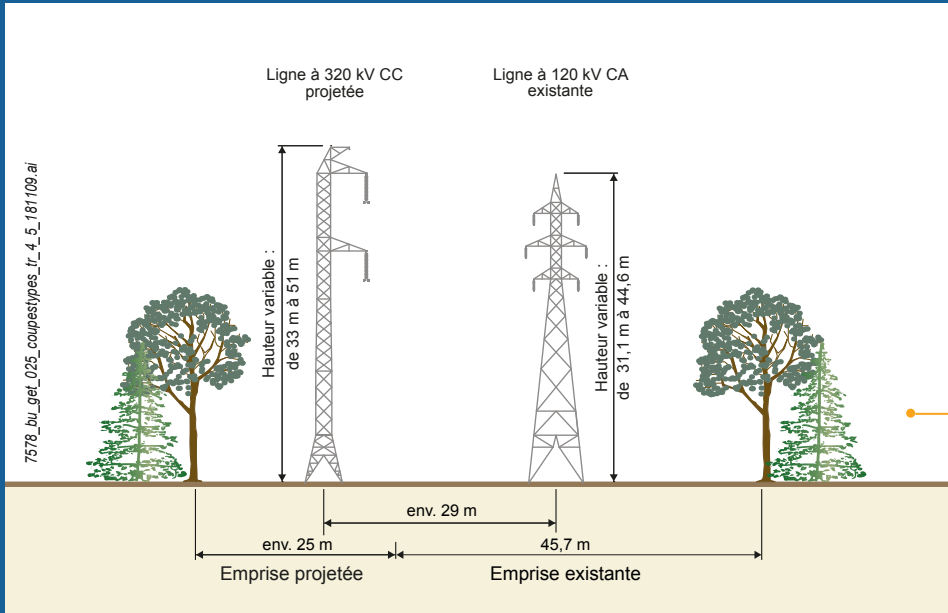 Ligne à 320 kV CC
projetée
Ligne à 120 kV CA
existante
7578_bu_get_025_coupestypes_tr_4_5_181109.ai
Hauteur variable :
de 33 m à 51 m
Hauteur variable :
de 31,1 m à 44,6 m
env. 29 m
env. 25 m
45,7 m
Emprise projetée
Emprise existante